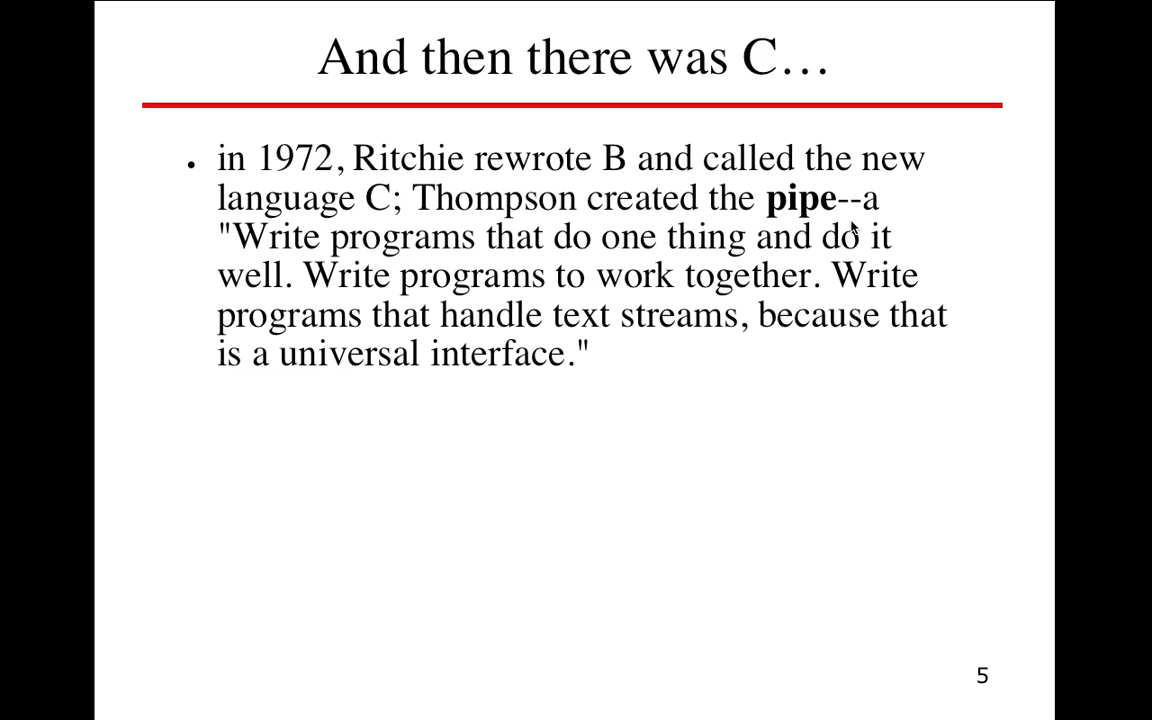 And then there was C…
• in 1972, Ritchie rewrote B and called the new
language C; Thompson created the pipe--a
"Write programs that do one thing and do it
well. Write programs to work together. Write
programs that handle text streams, because that
is a universal interface."
5